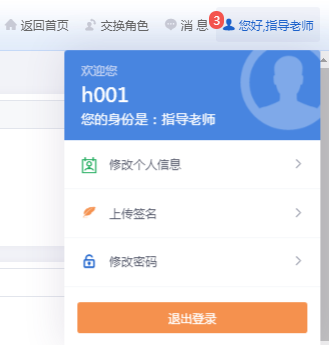 返回首页 交换角色 消 息 3 您好,指导老师
欢迎您
h001
您的身份是：指导老师
修改个人信息
上传签名
修改密码
退出登录